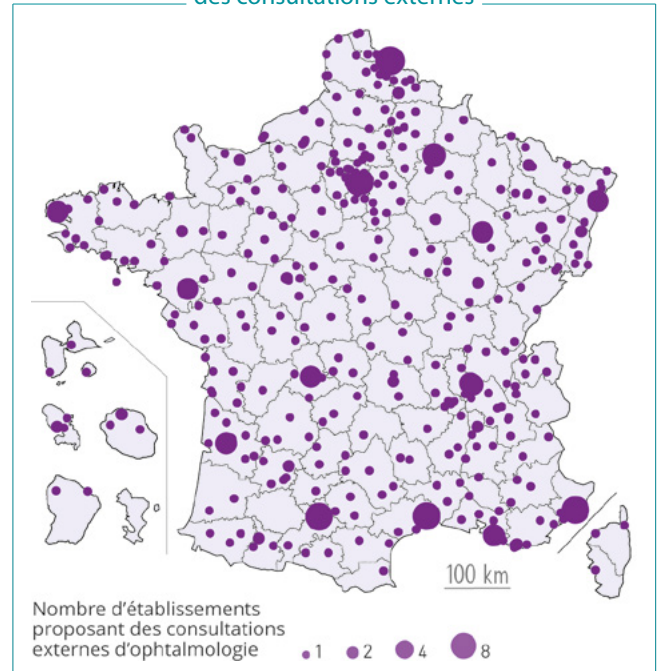 des consultations externes
100 km
Nombre d’établissements
proposant des consultations
externes d’ophtalmologie
1
2
4
8